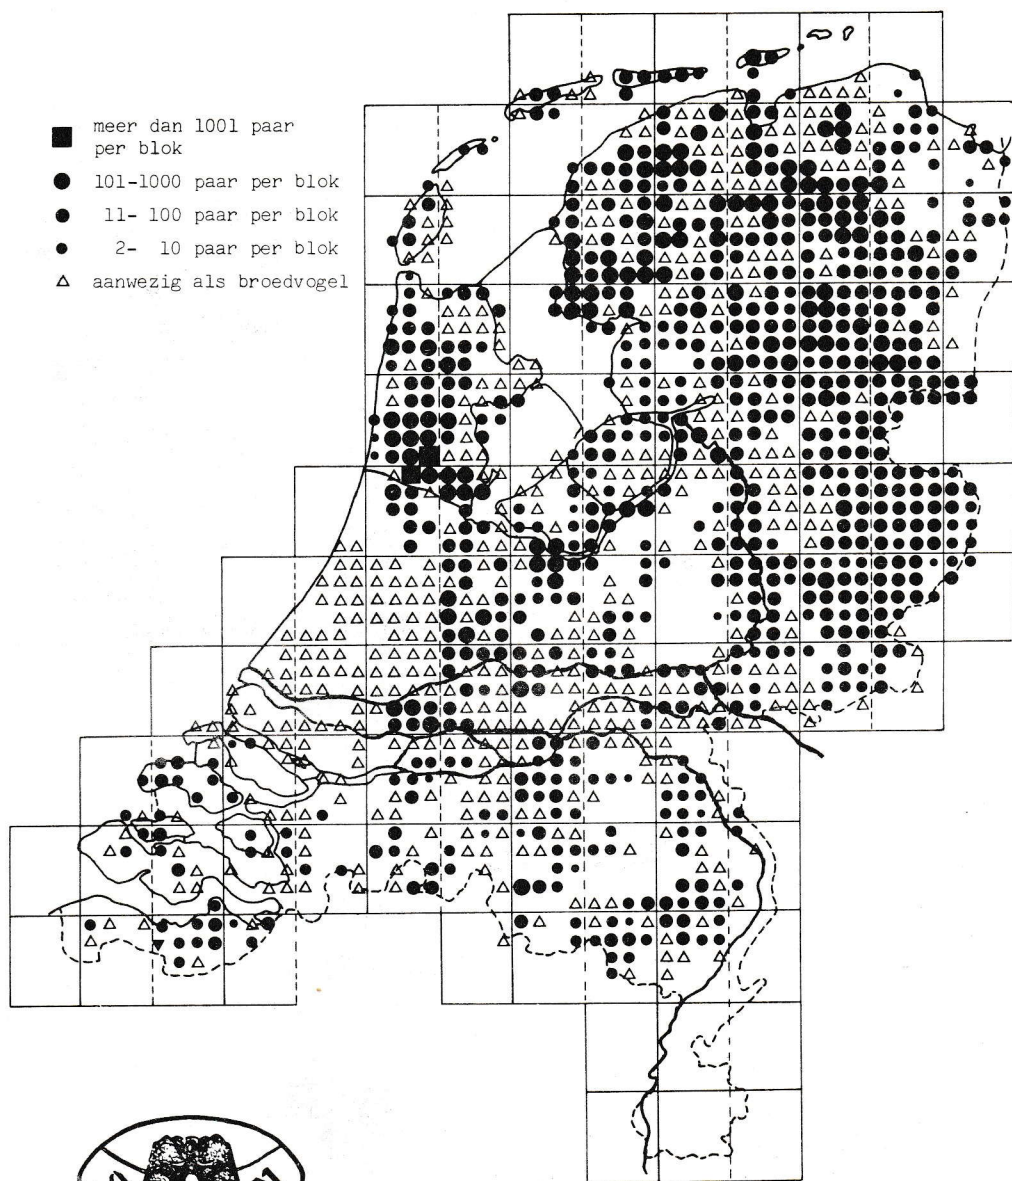 meer dan 1001 paar
per blok
101-1000 paar per blok
11- 100 paar per blok
2- 10 paar per blok
aanwezig als broedvogel